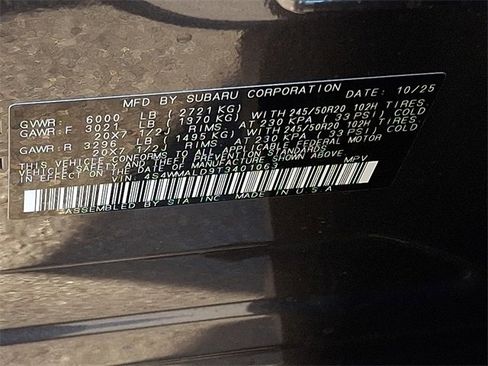 MFD BY SUBARU CORPORATION DATE: 10/25
GVWR: 6000 LB (2721 KG)
GAWR: F 3021 LB (1370 KG) WITH 245/50R20 102H TIRES
20X7 1/2J RIMS. AT 230 KPA (33 PSI) COLD
GAWR: R 3296 LB (1495 KG) WITH 245/50R20 102H TIRES
20X7 1/2J RIMS. AT 230 KPA (33 PSI) COLD
THIS VEHICLE CONFORMS TO ALL APPLICABLE FEDERAL MOTOR
VEHICLE SAFETY AND THEFT PREVENTION STANDARDS
IN EFFECT ON THE DATE OF MANUFACTURE SHOWN ABOVE.
VIN: 4S4WMALD9T3401063 MPV
ASSEMBLED BY SIA INC. MADE IN U.S.A